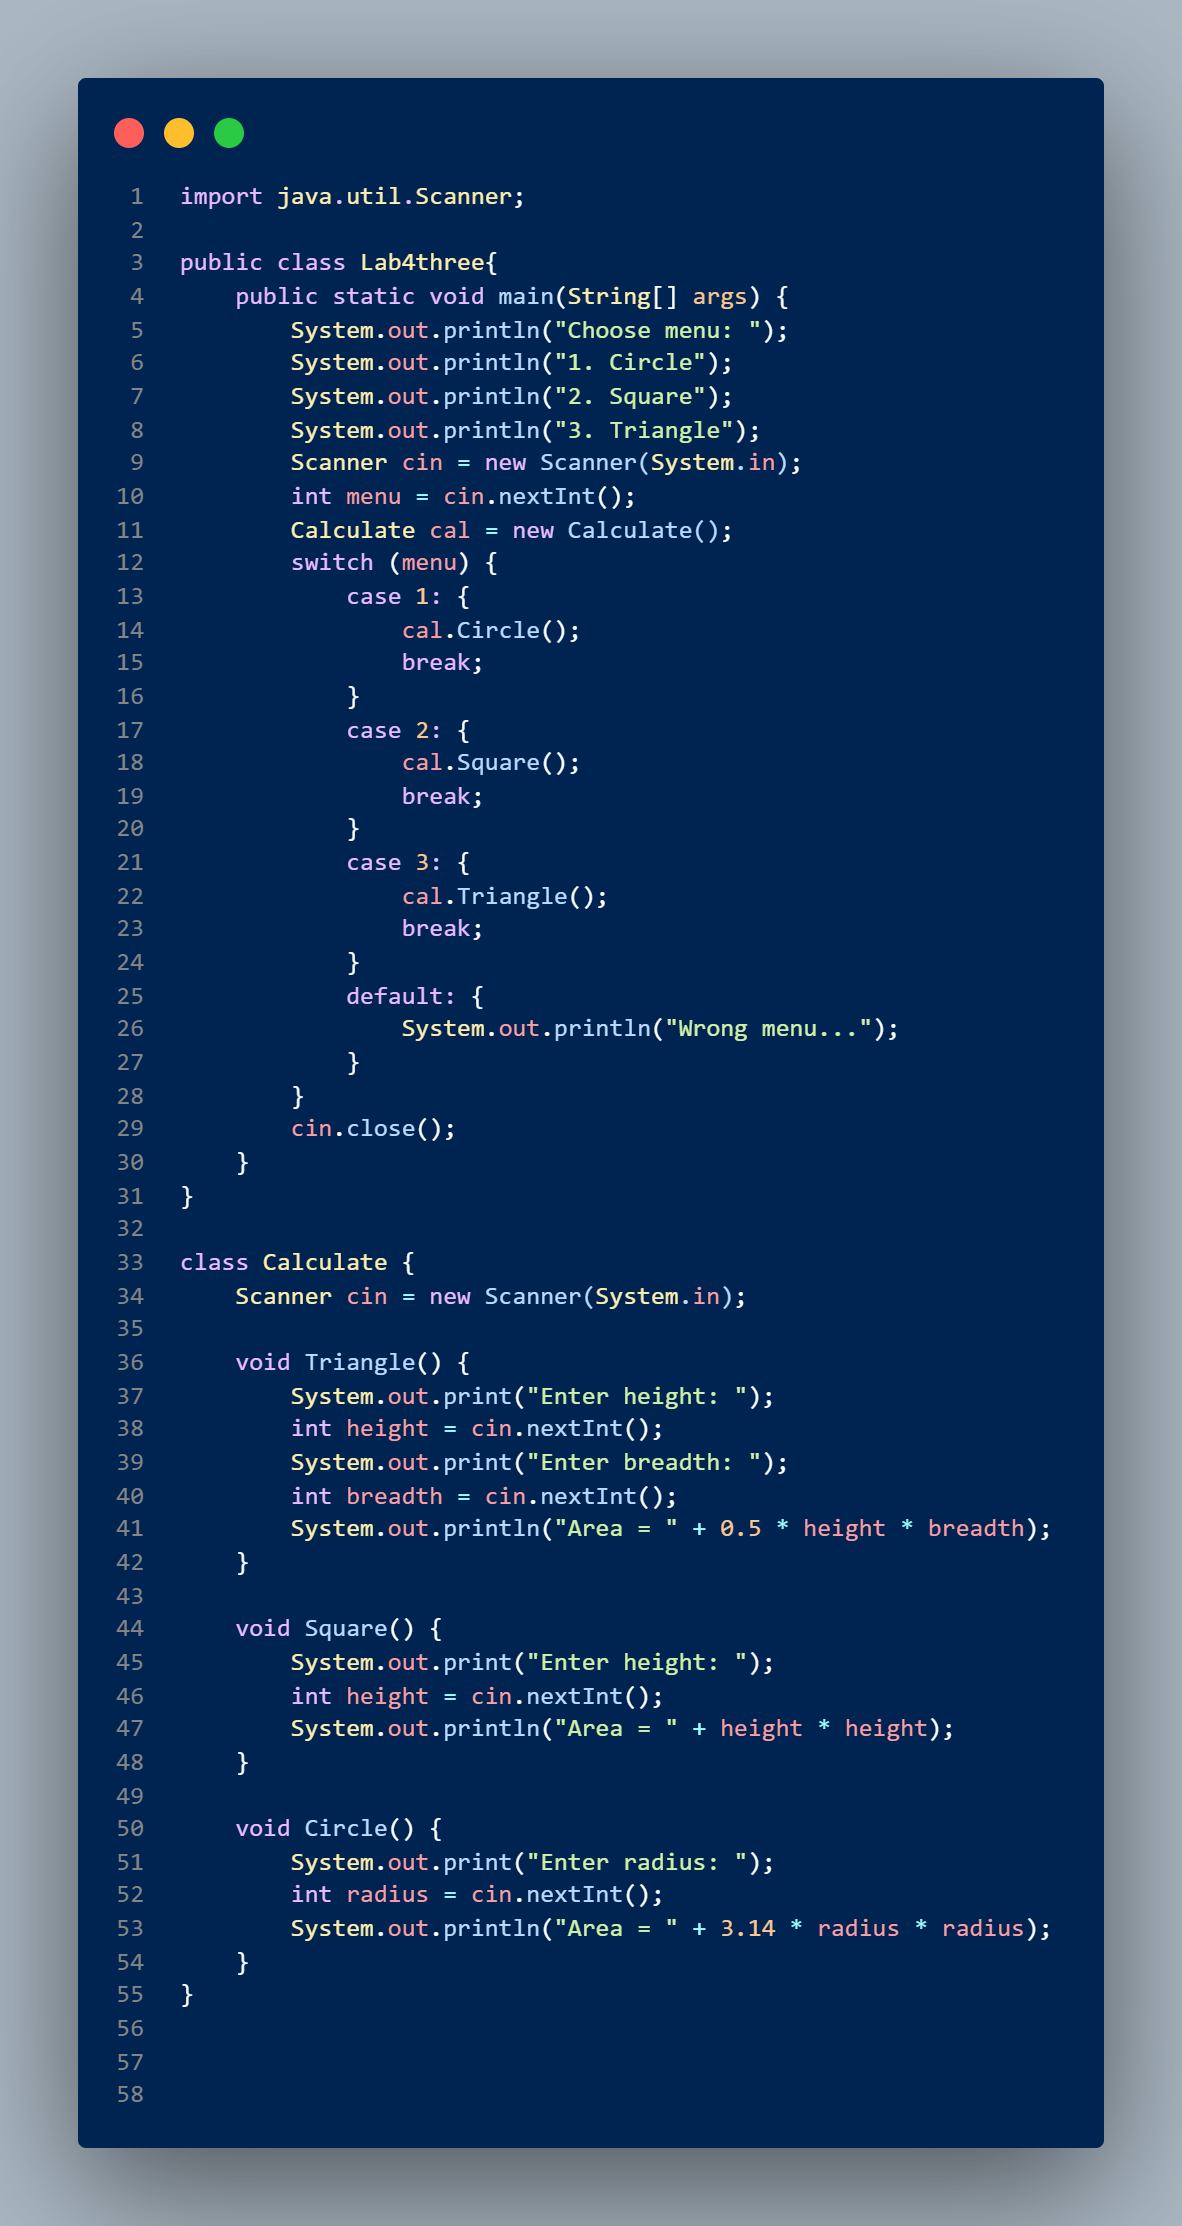 1 import java.util.Scanner;
2
3 public class Lab4three{
4     public static void main(String[] args) {
5         System.out.println("Choose menu: ");
6         System.out.println("1. Circle");
7         System.out.println("2. Square");
8         System.out.println("3. Triangle");
9         Scanner cin = new Scanner(System.in);
10         int menu = cin.nextInt();
11         Calculate cal = new Calculate();
12         switch (menu) {
13             case 1: {
14                 cal.Circle();
15                 break;
16             }
17             case 2: {
18                 cal.Square();
19                 break;
20             }
21             case 3: {
22                 cal.Triangle();
23                 break;
24             }
25             default: {
26                 System.out.println("Wrong menu...");
27             }
28         }
29         cin.close();
30     }
31 }
32
33 class Calculate {
34     Scanner cin = new Scanner(System.in);
35
36     void Triangle() {
37         System.out.print("Enter height: ");
38         int height = cin.nextInt();
39         System.out.print("Enter breadth: ");
40         int breadth = cin.nextInt();
41         System.out.println("Area = " + 0.5 * height * breadth);
42     }
43
44     void Square() {
45         System.out.print("Enter height: ");
46         int height = cin.nextInt();
47         System.out.println("Area = " + height * height);
48     }
49
50     void Circle() {
51         System.out.print("Enter radius: ");
52         int radius = cin.nextInt();
53         System.out.println("Area = " + 3.14 * radius * radius);
54     }
55 }
56
57
58